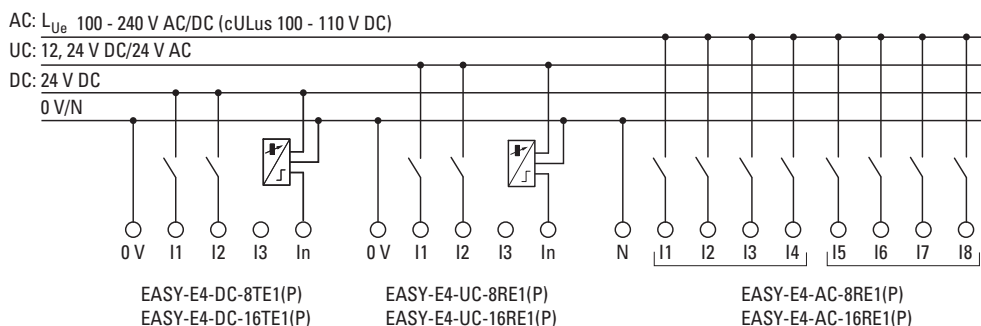 AC: L_Ue 100 - 240 V AC/DC (cULus 100 - 110 V DC)
UC: 12, 24 V DC/24 V AC
DC: 24 V DC
0 V/N
0 V I1 I2 I3 In 0 V I1 I2 I3 In N I1 I2 I3 I4 I5 I6 I7 I8
EASY-E4-DC-8TE1(P) EASY-E4-UC-8RE1(P) EASY-E4-AC-8RE1(P)
EASY-E4-DC-16TE1(P) EASY-E4-UC-16RE1(P) EASY-E4-AC-16RE1(P)